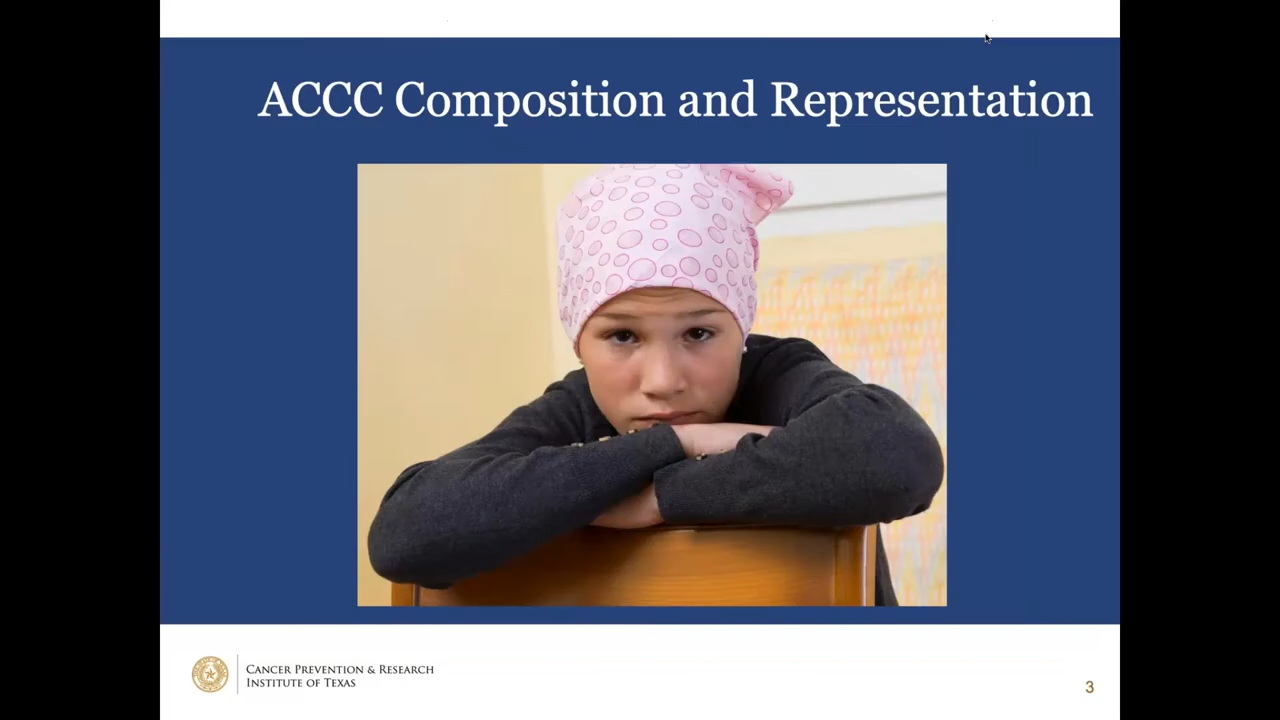 ACCC Composition and Representation
CANCER PREVENTION & RESEARCH
INSTITUTE OF TEXAS
3